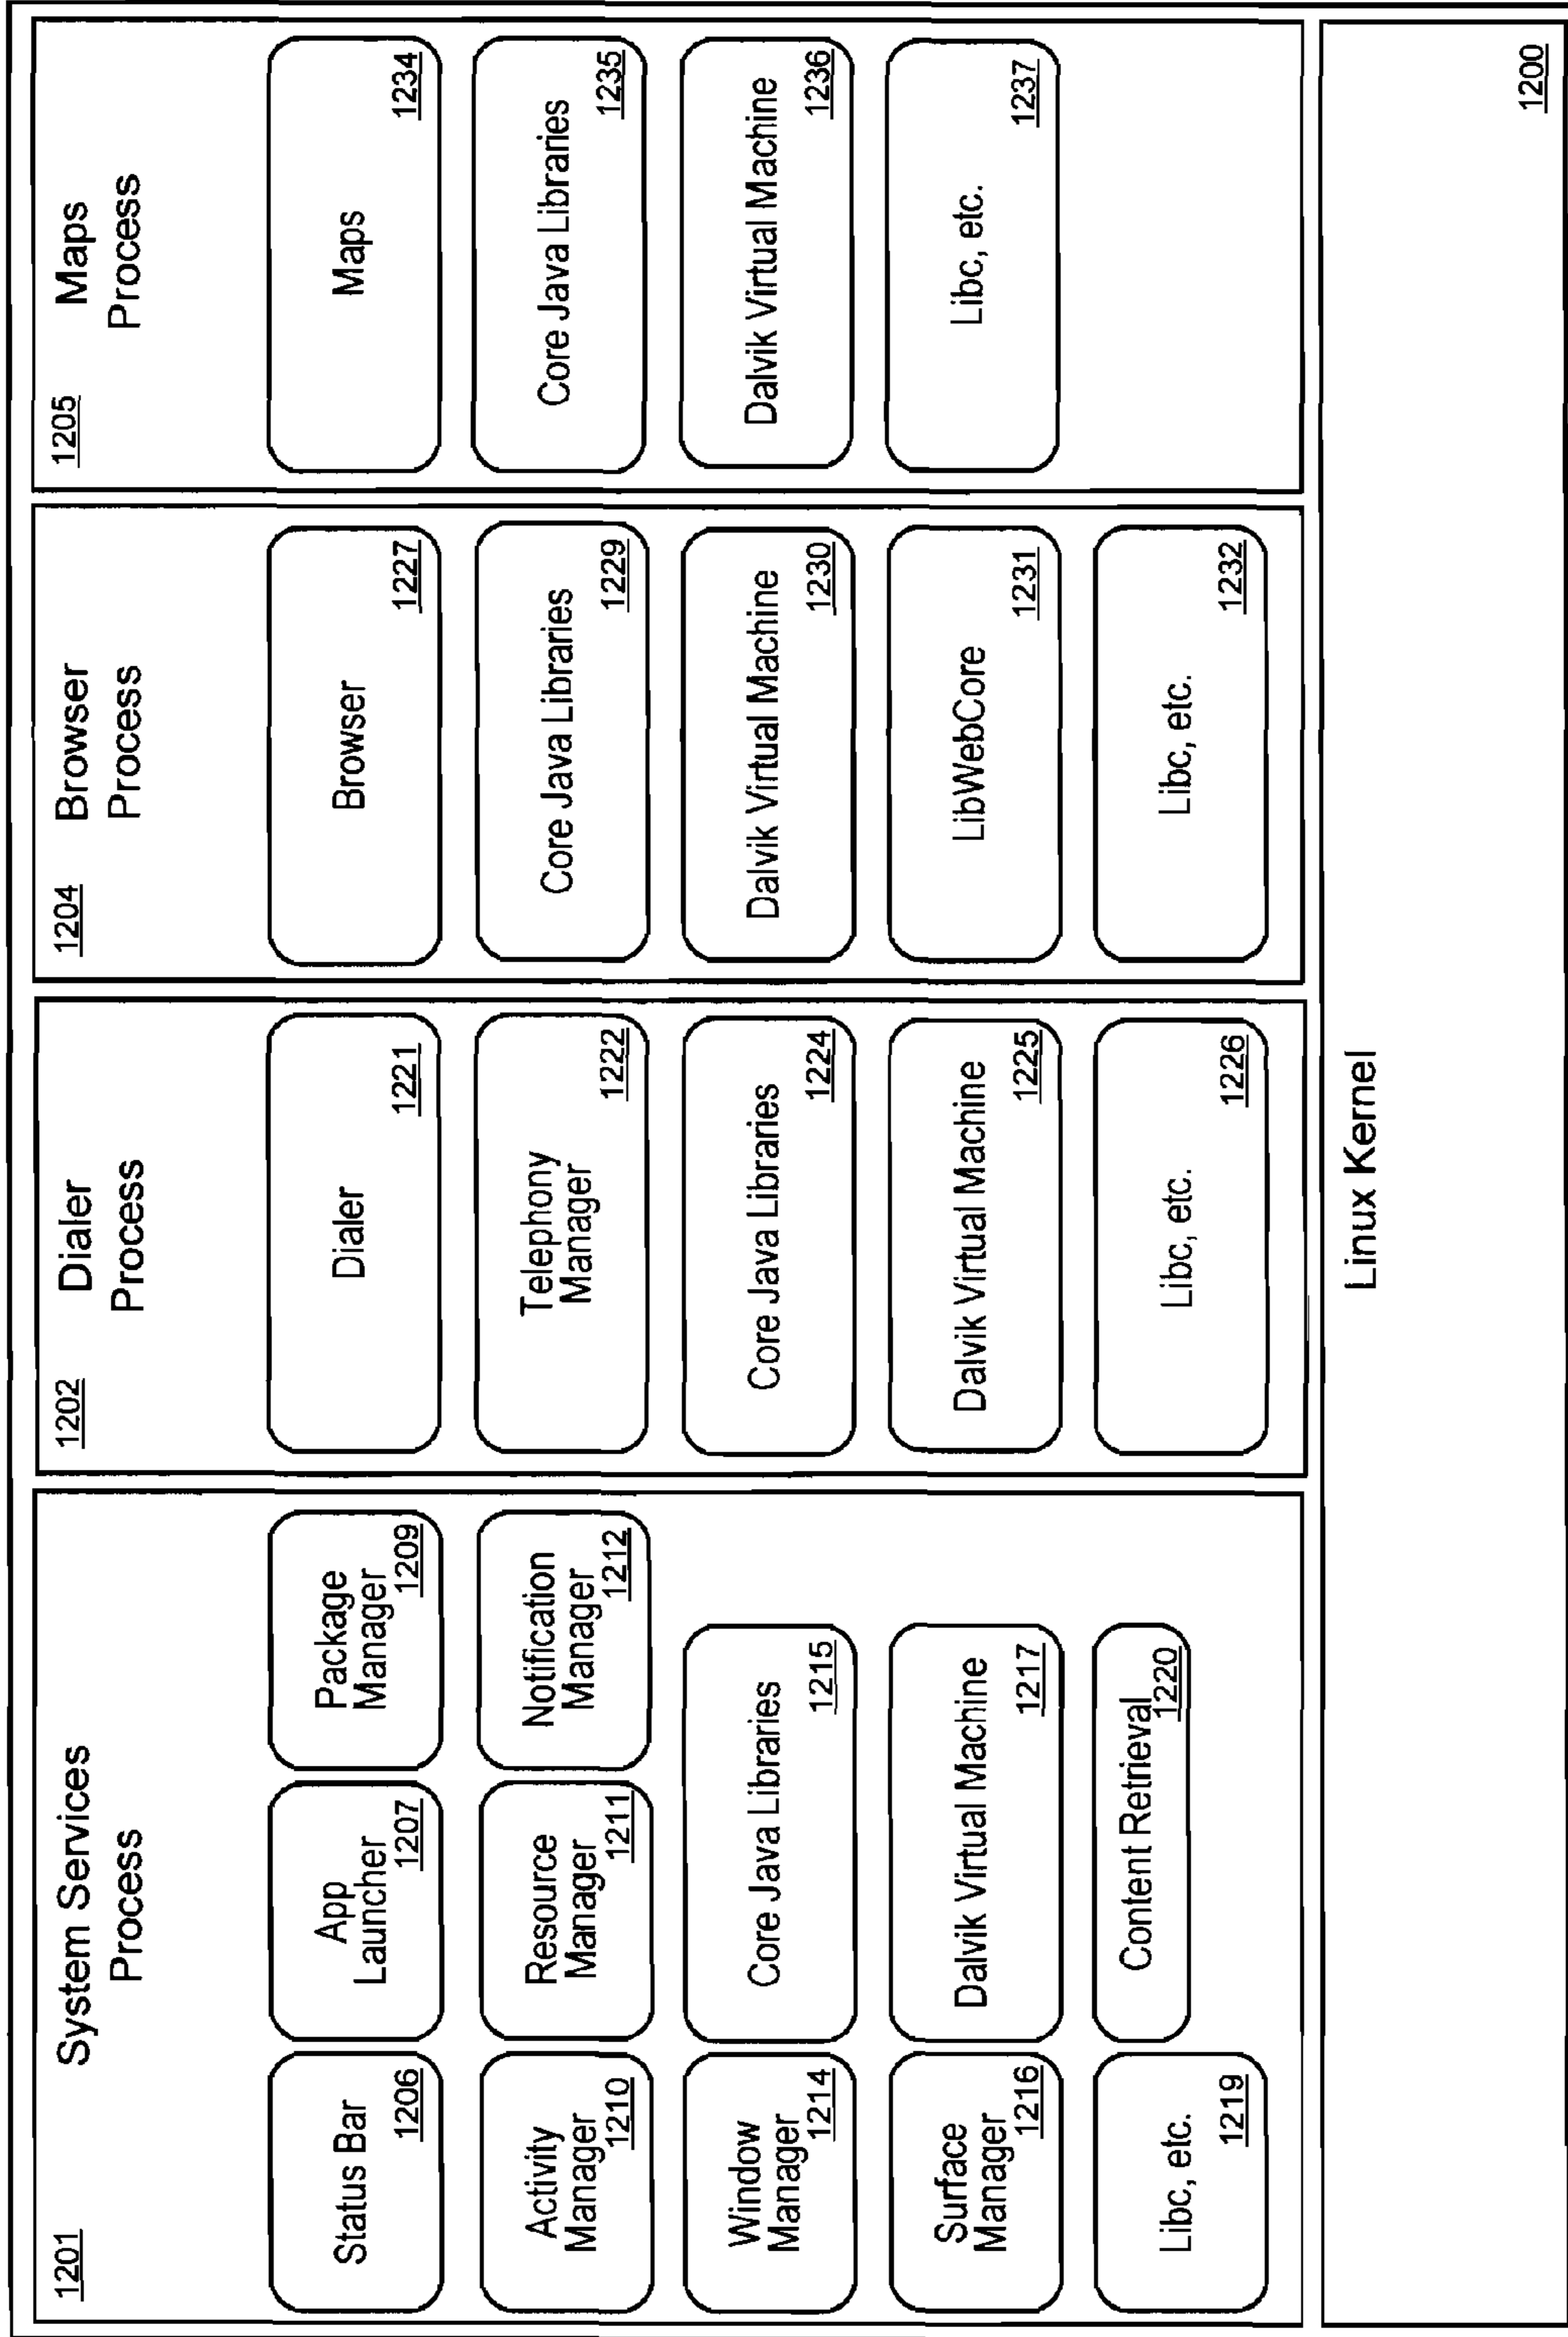 1201
System Services
Process
Status Bar
1206
App
Launcher
1207
Package
Manager
1209
Activity
Manager
1210
Resource
Manager
1211
Notification
Manager
1212
Window
Manager
1214
Core Java Libraries
1215
Surface
Manager
1216
Dalvik Virtual Machine
1217
Libc, etc.
1219
Content Retrieval
1220
1202
Dialer
Process
Dialer
1221
Telephony
Manager
1222
Core Java Libraries
1224
Dalvik Virtual Machine
1225
Libc, etc.
1226
1204
Browser
Process
Browser
1227
Core Java Libraries
1229
Dalvik Virtual Machine
1230
LibWebCore
1231
Libc, etc.
1232
1205
Maps
Process
Maps
1234
Core Java Libraries
1235
Dalvik Virtual Machine
1236
Libc, etc.
1237
Linux Kernel
1200